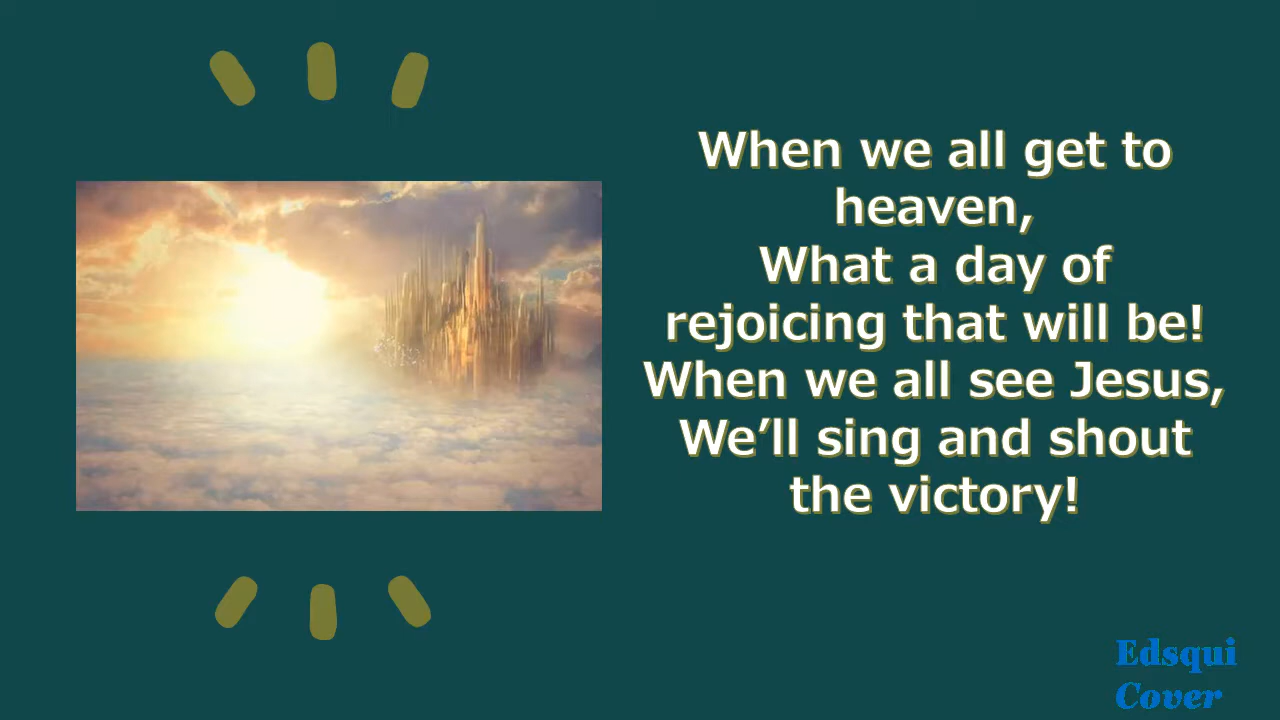 When we all get to
heaven,
What a day of
rejoicing that will be!
When we all see Jesus,
We’ll sing and shout
the victory!
Edsqui
Cover